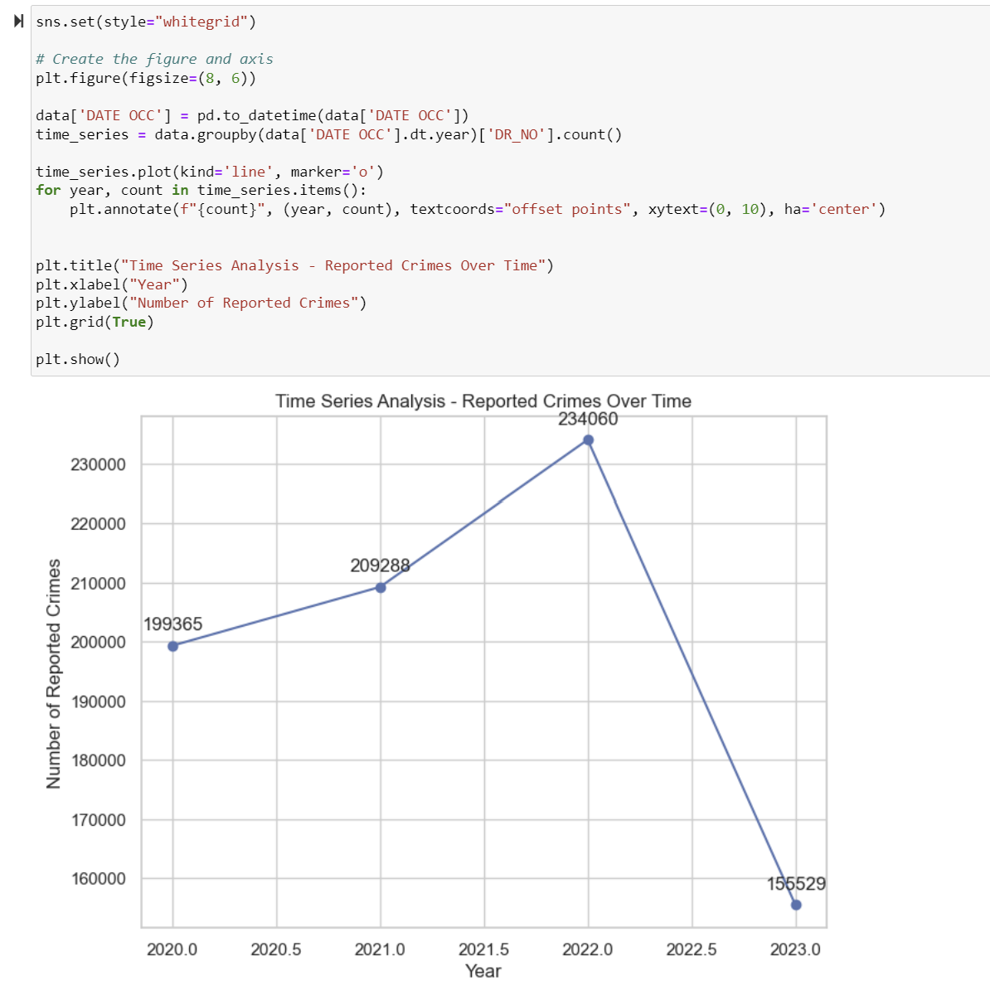 sns.set(style="whitegrid")
# Create the figure and axis
plt.figure(figsize=(8, 6))
data['DATE OCC'] = pd.to_datetime(data['DATE OCC'])
time_series = data.groupby(data['DATE OCC'].dt.year)['DR_NO'].count()
time_series.plot(kind='line', marker='o')
for year, count in time_series.items():
    plt.annotate(f"{count}", (year, count), textcoords="offset points", xytext=(0, 10), ha='center')
plt.title("Time Series Analysis - Reported Crimes Over Time")
plt.xlabel("Year")
plt.ylabel("Number of Reported Crimes")
plt.grid(True)
plt.show()
Time Series Analysis - Reported Crimes Over Time
234060
230000
220000
209288
210000
199365
200000
190000
180000
170000
160000
155529
Number of Reported Crimes
2020.0 2020.5 2021.0 2021.5 2022.0 2022.5 2023.0
Year